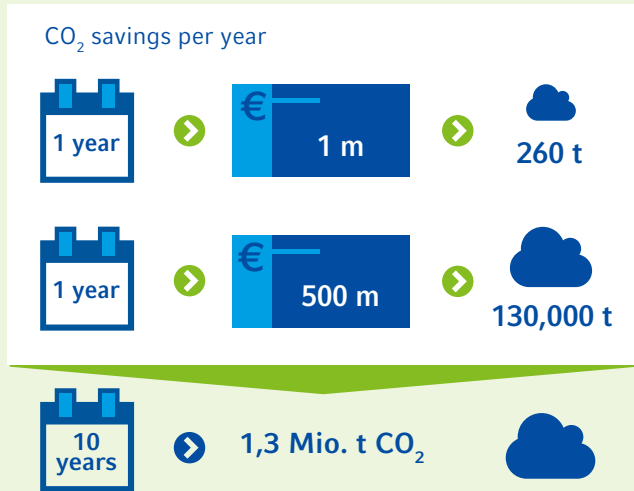 CO₂ savings per year
1 year
€
1 m
260 t
1 year
€
500 m
130,000 t
10
years
1,3 Mio. t CO₂